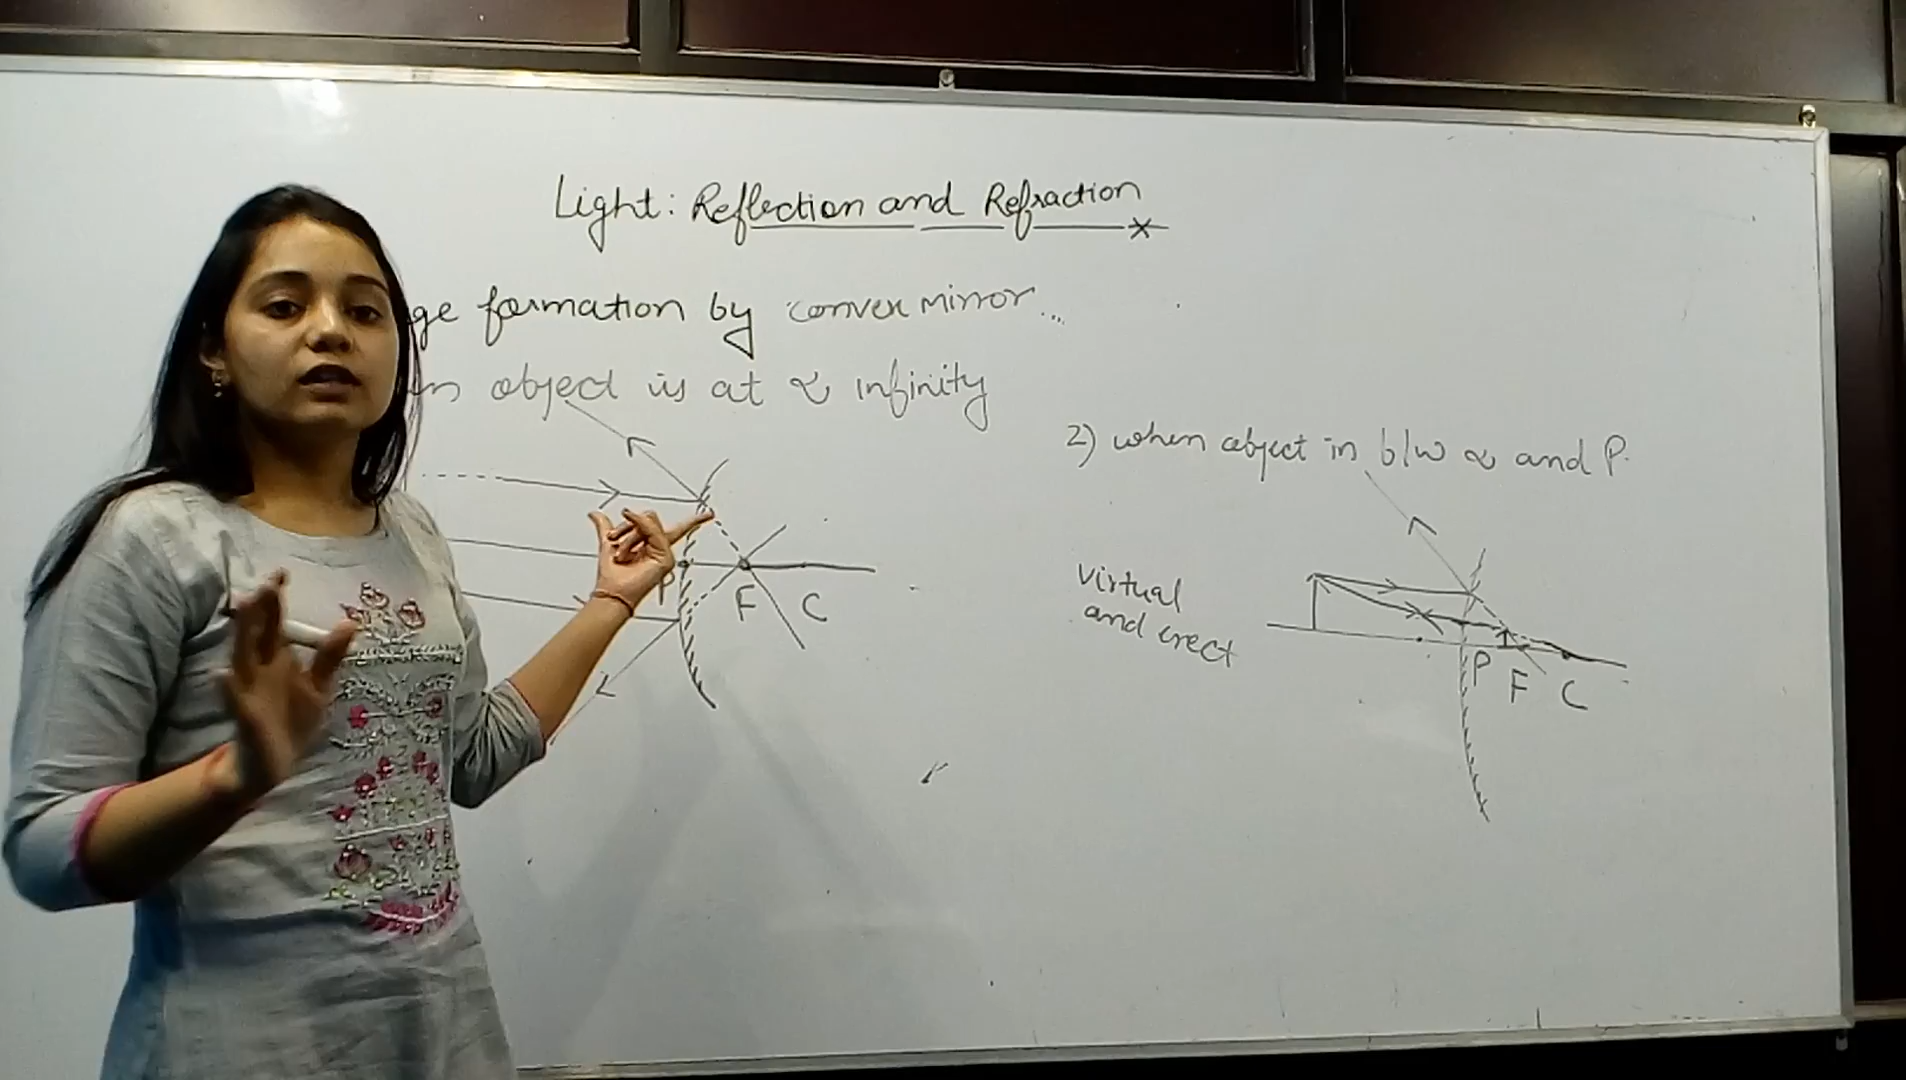 Light: Reflection and Refraction
ge formation by convex mirror...
object is at ∝ infinity
P F C
2) when object in b/w ∝ and P.
Virtual
and erect
P F C